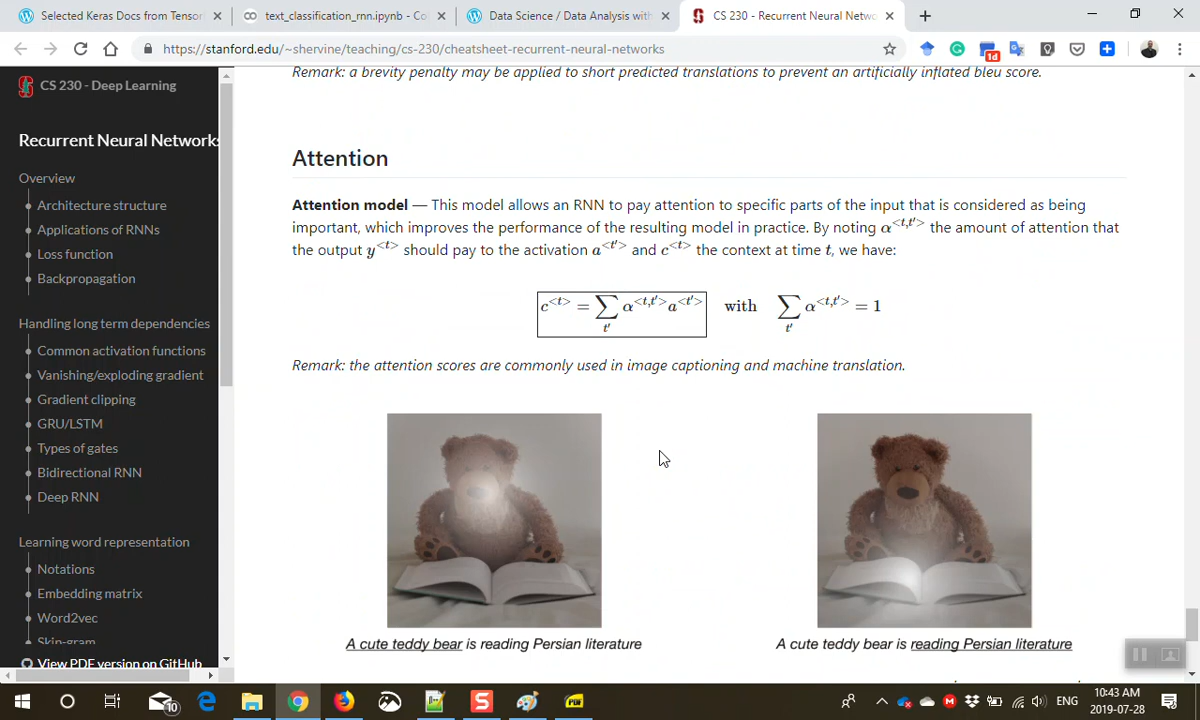 Selected Keras Docs from Tensor
text_classification_rnn.ipynb - Co
Data Science / Data Analysis with
CS 230 - Recurrent Neural Netwo
https://stanford.edu/~shervine/teaching/cs-230/cheatsheet-recurrent-neural-networks
1d
CS 230 - Deep Learning
Recurrent Neural Networks
Overview
Architecture structure
Applications of RNNs
Loss function
Backpropagation
Handling long term dependencies
Common activation functions
Vanishing/exploding gradient
Gradient clipping
GRU/LSTM
Types of gates
Bidirectional RNN
Deep RNN
Learning word representation
Notations
Embedding matrix
Word2vec
Skip-gram
View PDF version on GitHub
Remark: a brevity penalty may be applied to short predicted translations to prevent an artificially inflated bleu score.
Attention
Attention model — This model allows an RNN to pay attention to specific parts of the input that is considered as being
important, which improves the performance of the resulting model in practice. By noting α^<t,t′> the amount of attention that
the output y^<t> should pay to the activation a^<t′> and c^<t> the context at time t, we have:
c^<t> = ∑_t′ α^<t,t′> a^<t′> with ∑_t′ α^<t,t′> = 1
Remark: the attention scores are commonly used in image captioning and machine translation.
A cute teddy bear is reading Persian literature
A cute teddy bear is reading Persian literature
10
ENG
10:43 AM
2019-07-28